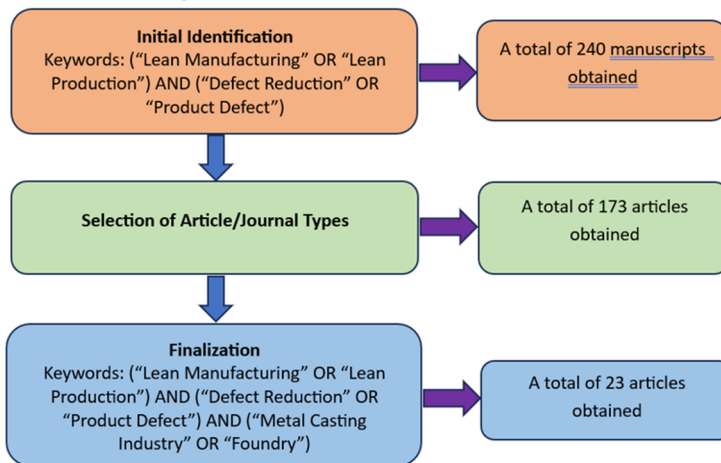 Initial Identification
Keywords: (“Lean Manufacturing” OR “Lean
Production”) AND (“Defect Reduction” OR
“Product Defect”)
A total of 240 manuscripts
obtained
Selection of Article/Journal Types
A total of 173 articles
obtained
Finalization
Keywords: (“Lean Manufacturing” OR “Lean
Production”) AND (“Defect Reduction” OR
“Product Defect”) AND (“Metal Casting
Industry” OR “Foundry”)
A total of 23 articles
obtained